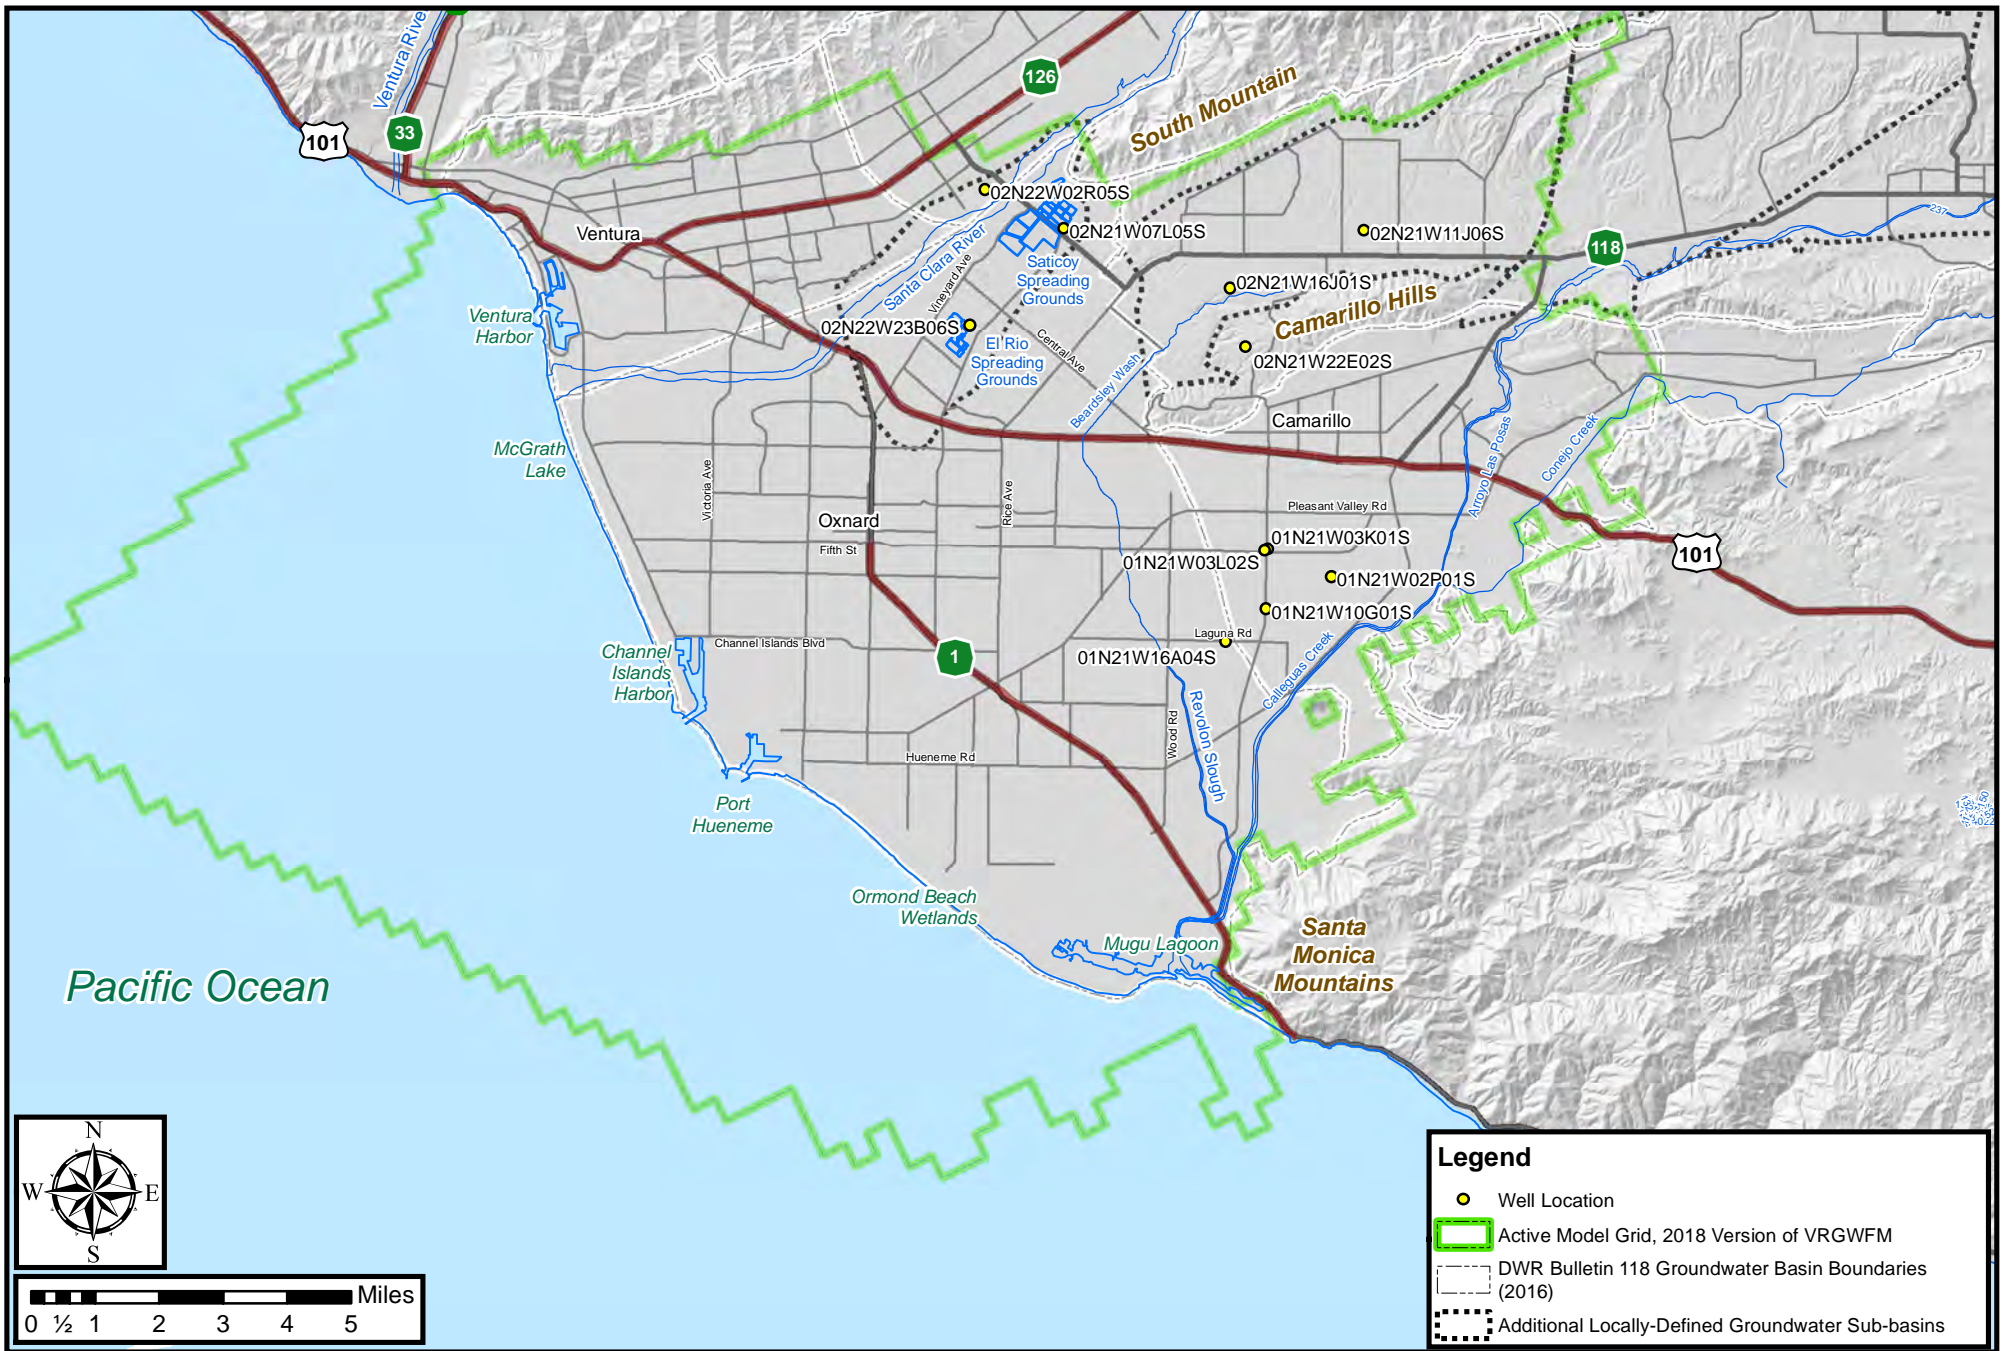 Ventura River
126
33
101
South Mountain
02N22W02R05S
02N21W07L05S
02N21W11J06S
237
118
Ventura
Santa Clara River
Vineyard Ave
Saticoy
Spreading
Grounds
02N21W16J01S
Camarillo Hills
Ventura
Harbor
02N22W23B06S
El Rio
Spreading
Grounds
Central Ave
02N21W22E02S
Beardsley Wash
Camarillo
McGrath
Lake
Victoria Ave
Rice Ave
Arroyo Las Posas
Conejo Creek
Pleasant Valley Rd
Oxnard
Fifth St
01N21W03K01S
01N21W03L02S
101
01N21W02P01S
01N21W10G01S
Laguna Rd
01N21W16A04S
Channel Islands Blvd
Channel
Islands
Harbor
1
Calleguas Creek
Revolon Slough
Wood Rd
Hueneme Rd
Port
Hueneme
Ormond Beach
Wetlands
Mugu Lagoon
Santa
Monica
Mountains
Pacific Ocean
N
W E
S
Miles
0 ½ 1 2 3 4 5
Legend
Well Location
Active Model Grid, 2018 Version of VRGWFM
DWR Bulletin 118 Groundwater Basin Boundaries
(2016)
Additional Locally-Defined Groundwater Sub-basins